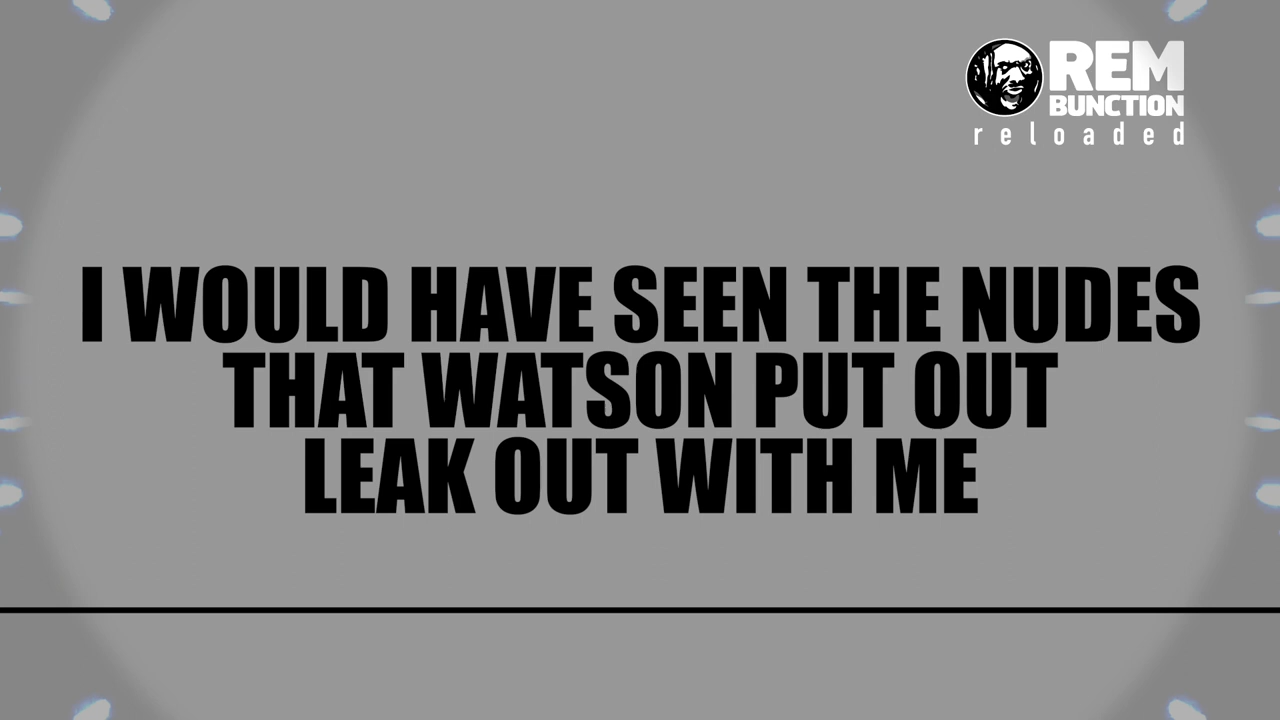 REM
BUNCTION
reloaded
I WOULD HAVE SEEN THE NUDES
THAT WATSON PUT OUT
LEAK OUT WITH ME